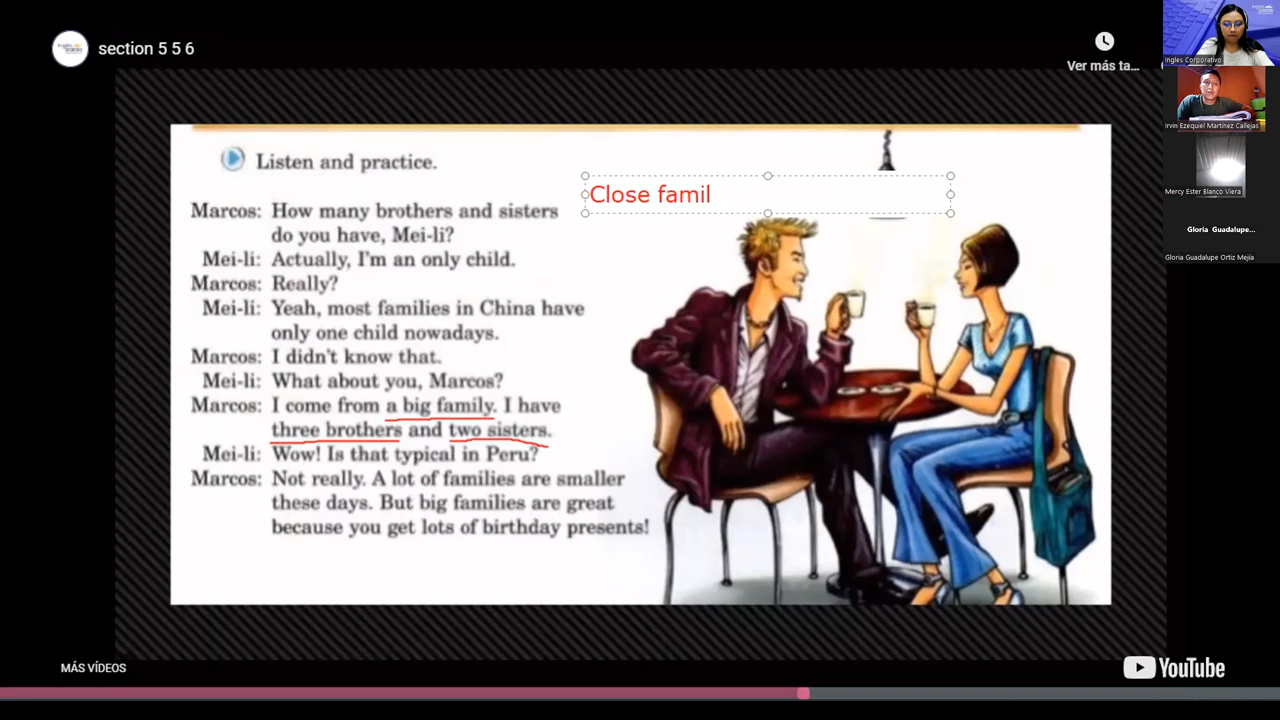 section 5 5 6
Ver más ta...
Listen and practice.
Close famil
Marcos: How many brothers and sisters
do you have, Mei-li?
Mei-li: Actually, I'm an only child.
Marcos: Really?
Mei-li: Yeah, most families in China have
only one child nowadays.
Marcos: I didn't know that.
Mei-li: What about you, Marcos?
Marcos: I come from a big family. I have
three brothers and two sisters.
Mei-li: Wow! Is that typical in Peru?
Marcos: Not really. A lot of families are smaller
these days. But big families are great
because you get lots of birthday presents!
MÁS VÍDEOS
YouTube
Ingles Corporativo
Irvin Ezequiel Martinez Callejas
Mercy Ester Blanco Viera
Gloria Guadalupe...
Gloria Guadalupe Ortiz Mejia